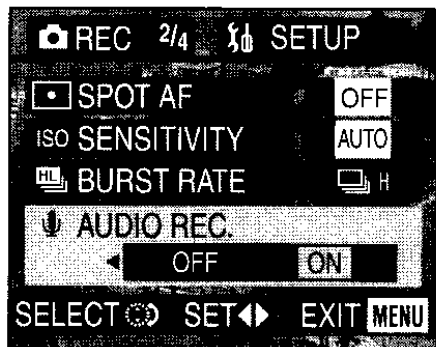 REC 2/4 SETUP
SPOT AF OFF
ISO SENSITIVITY AUTO
HL BURST RATE H
AUDIO REC.
OFF ON
SELECT SET EXIT MENU